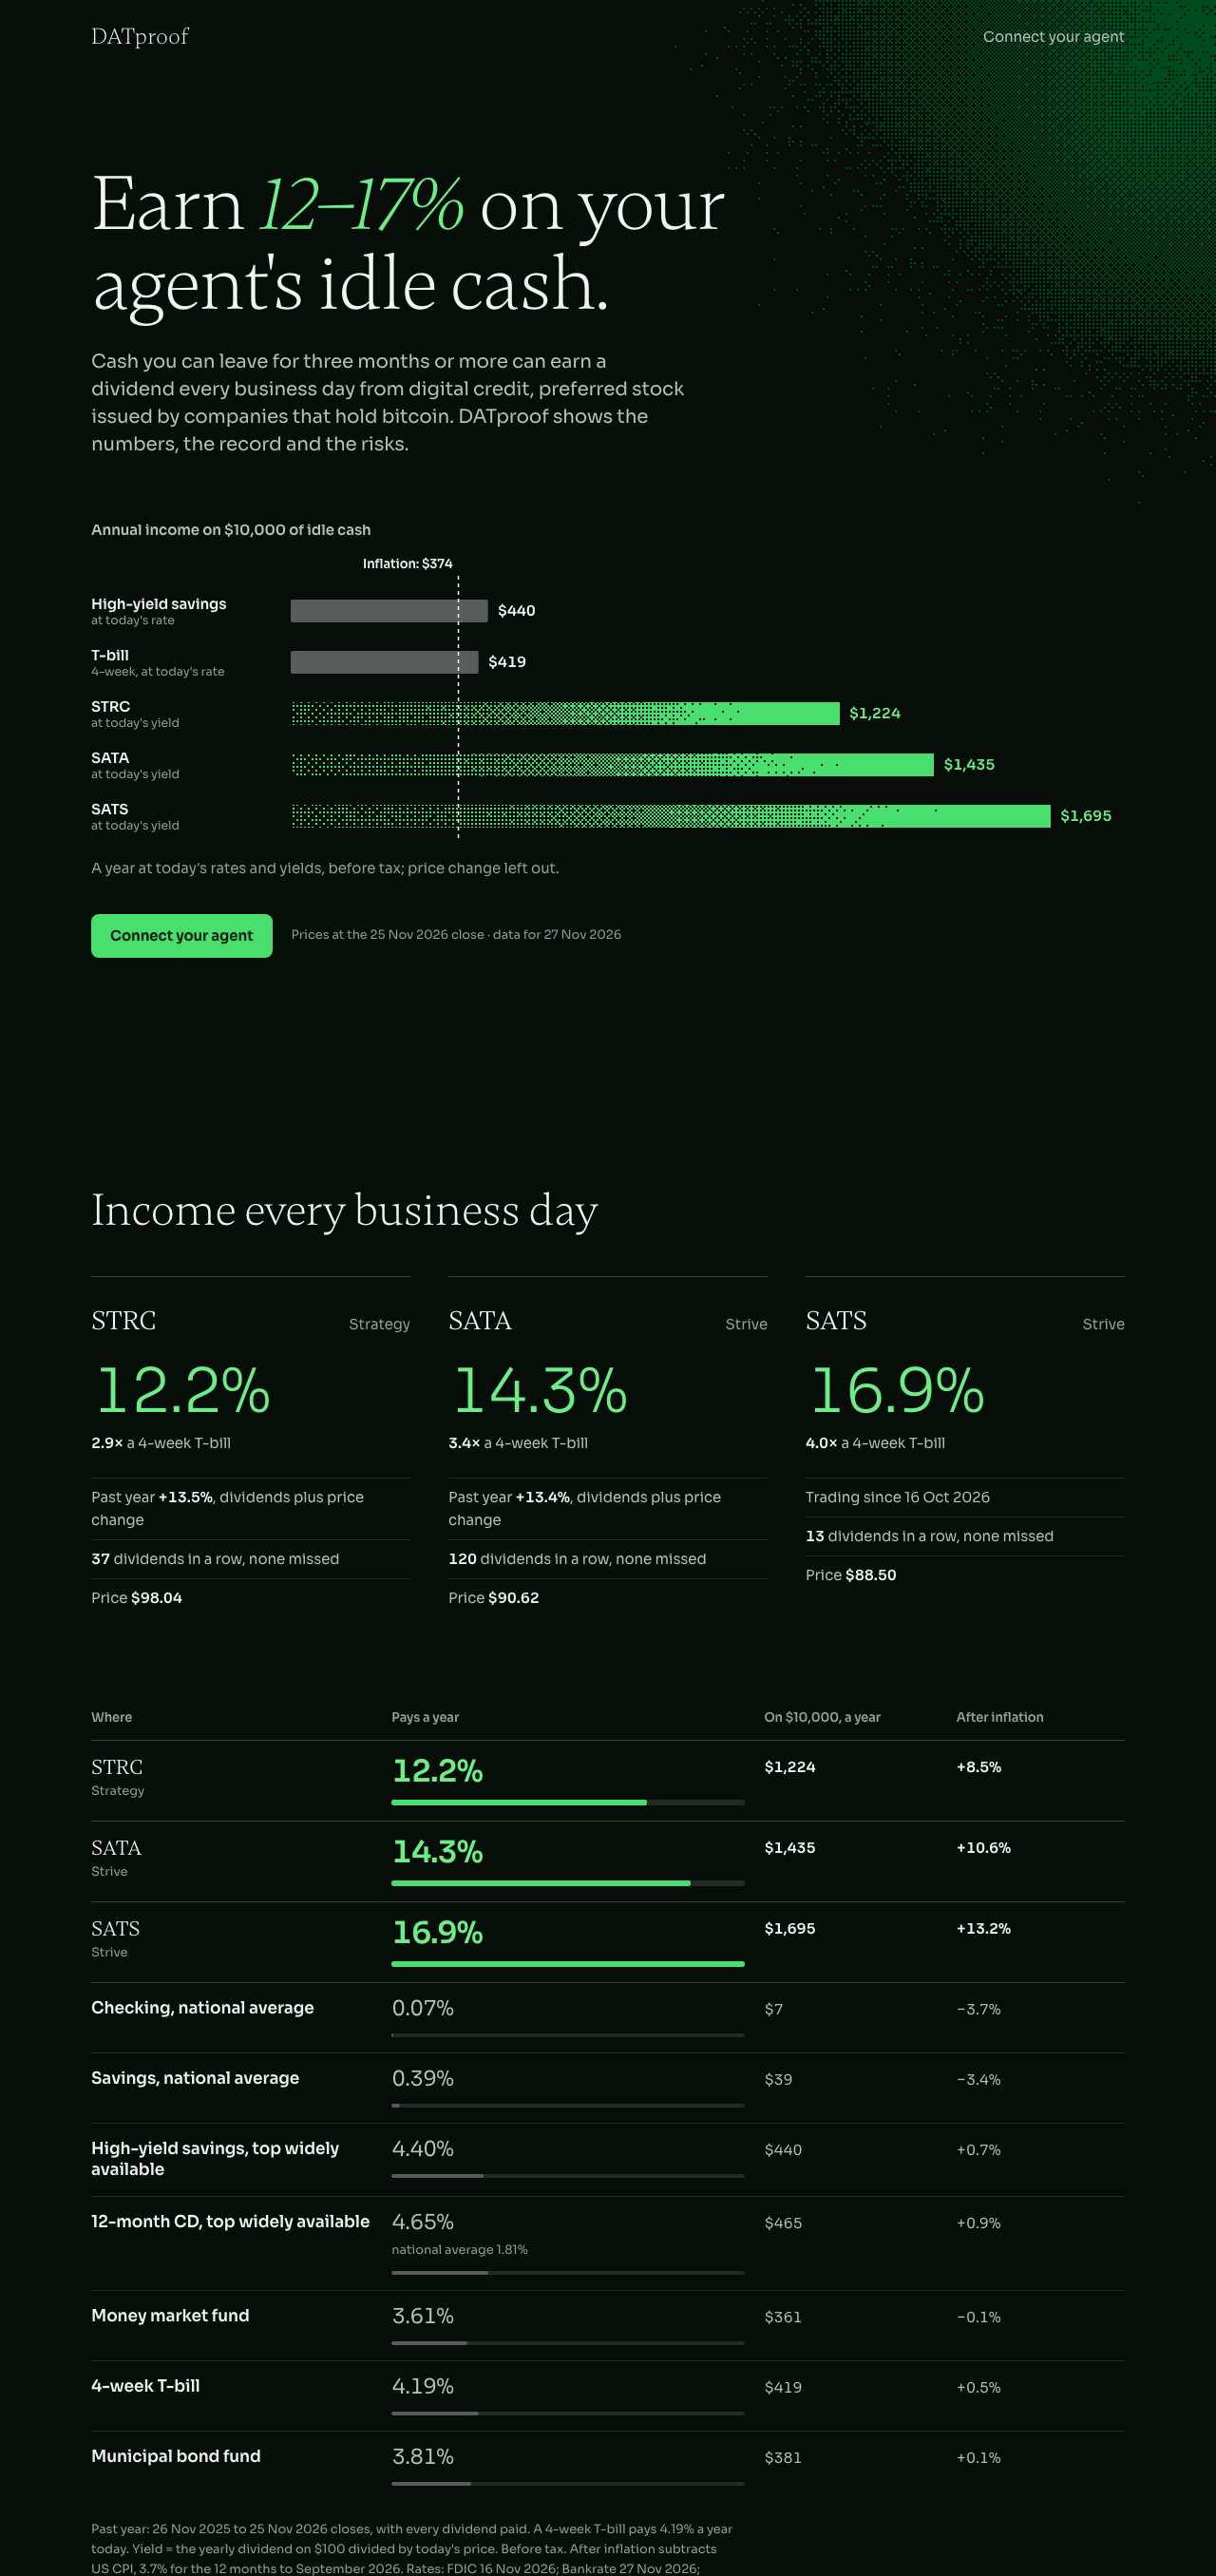 DATproof
Connect your agent
Earn 12–17% on your
agent's idle cash.
Cash you can leave for three months or more can earn a
dividend every business day from digital credit, preferred stock
issued by companies that hold bitcoin. DATproof shows the
numbers, the record and the risks.
Annual income on $10,000 of idle cash
Inflation: $374
High-yield savings
at today's rate
$440
T-bill
4-week, at today's rate
$419
STRC
at today's yield
$1,224
SATA
at today's yield
$1,435
SATS
at today's yield
$1,695
A year at today's rates and yields, before tax; price change left out.
Connect your agent
Prices at the 25 Nov 2026 close · data for 27 Nov 2026
Income every business day
STRC
Strategy
12.2%
2.9× a 4-week T-bill
Past year +13.5%, dividends plus price
change
37 dividends in a row, none missed
Price $98.04
SATA
Strive
14.3%
3.4× a 4-week T-bill
Past year +13.4%, dividends plus price
change
120 dividends in a row, none missed
Price $90.62
SATS
Strive
16.9%
4.0× a 4-week T-bill
Trading since 16 Oct 2026
13 dividends in a row, none missed
Price $88.50
Where Pays a year On $10,000, a year After inflation
STRC
Strategy
12.2% $1,224 +8.5%
SATA
Strive
14.3% $1,435 +10.6%
SATS
Strive
16.9% $1,695 +13.2%
Checking, national average 0.07% $7 −3.7%
Savings, national average 0.39% $39 −3.4%
High-yield savings, top widely
available
4.40% $440 +0.7%
12-month CD, top widely available 4.65% $465 +0.9%
national average 1.81%
Money market fund 3.61% $361 −0.1%
4-week T-bill 4.19% $419 +0.5%
Municipal bond fund 3.81% $381 +0.1%
Past year: 26 Nov 2025 to 25 Nov 2026 closes, with every dividend paid. A 4-week T-bill pays 4.19% a year
today. Yield = the yearly dividend on $100 divided by today's price. Before tax. After inflation subtracts
US CPI, 3.7% for the 12 months to September 2026. Rates: FDIC 16 Nov 2026; Bankrate 27 Nov 2026;